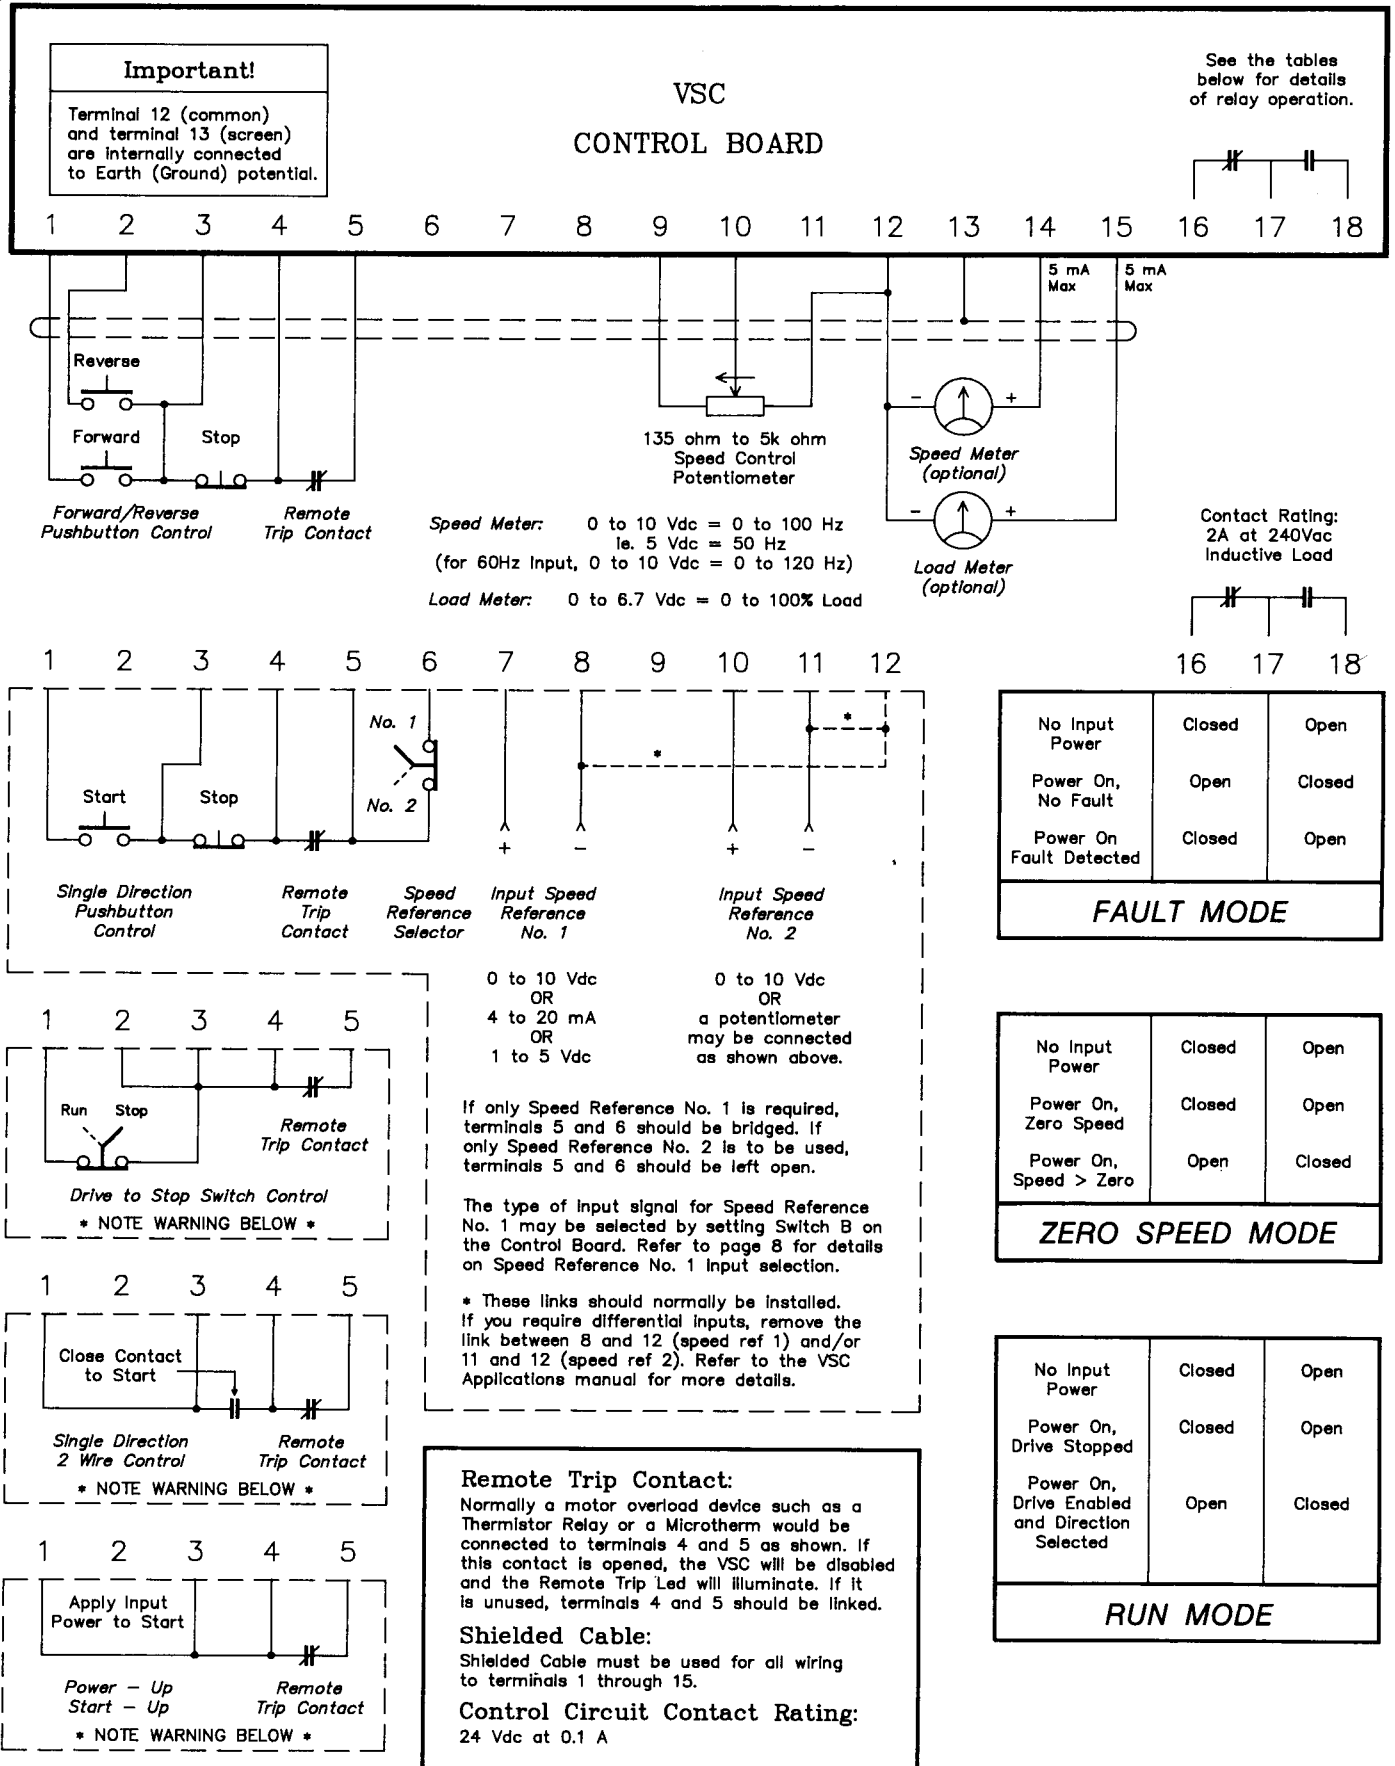 Important!
Terminal 12 (common)
and terminal 13 (screen)
are internally connected
to Earth (Ground) potential.
VSC
CONTROL BOARD
See the tables
below for details
of relay operation.
1 2 3 4 5 6 7 8 9 10 11 12 13 14 15 16 17 18
5 mA
Max
5 mA
Max
Reverse
Forward
Stop
Forward/Reverse
Pushbutton Control
Remote
Trip Contact
135 ohm to 5k ohm
Speed Control
Potentiometer
- +
Speed Meter
(optional)
- +
Load Meter
(optional)
Speed Meter: 0 to 10 Vdc = 0 to 100 Hz
ie. 5 Vdc = 50 Hz
(for 60Hz Input, 0 to 10 Vdc = 0 to 120 Hz)
Load Meter: 0 to 6.7 Vdc = 0 to 100% Load
Contact Rating:
2A at 240Vac
Inductive Load
1 2 3 4 5 6 7 8 9 10 11 12
No. 1
No. 2
*
*
Start
Stop
+ - + -
Single Direction
Pushbutton
Control
Remote
Trip
Contact
Speed
Reference
Selector
Input Speed
Reference
No. 1
Input Speed
Reference
No. 2
0 to 10 Vdc
OR
4 to 20 mA
OR
1 to 5 Vdc
0 to 10 Vdc
OR
a potentiometer
may be connected
as shown above.
If only Speed Reference No. 1 is required,
terminals 5 and 6 should be bridged. If
only Speed Reference No. 2 is to be used,
terminals 5 and 6 should be left open.
The type of input signal for Speed Reference
No. 1 may be selected by setting Switch B on
the Control Board. Refer to page 8 for details
on Speed Reference No. 1 Input selection.
* These links should normally be installed.
If you require differential inputs, remove the
link between 8 and 12 (speed ref 1) and/or
11 and 12 (speed ref 2). Refer to the VSC
Applications manual for more details.
1 2 3 4 5
Run Stop
Remote
Trip Contact
Drive to Stop Switch Control
* NOTE WARNING BELOW *
1 2 3 4 5
Close Contact
to Start
Single Direction
2 Wire Control
Remote
Trip Contact
* NOTE WARNING BELOW *
1 2 3 4 5
Apply Input
Power to Start
Power - Up
Start - Up
Remote
Trip Contact
* NOTE WARNING BELOW *
Remote Trip Contact:
Normally a motor overload device such as a
Thermistor Relay or a Microtherm would be
connected to terminals 4 and 5 as shown. If
this contact is opened, the VSC will be disabled
and the Remote Trip Led will illuminate. If it
is unused, terminals 4 and 5 should be linked.
Shielded Cable:
Shielded Cable must be used for all wiring
to terminals 1 through 15.
Control Circuit Contact Rating:
24 Vdc at 0.1 A
16 17 18
No Input
Power
Closed
Open
Power On,
No Fault
Open
Closed
Power On
Fault Detected
Closed
Open
FAULT MODE
No Input
Power
Closed
Open
Power On,
Zero Speed
Closed
Open
Power On,
Speed > Zero
Open
Closed
ZERO SPEED MODE
No Input
Power
Closed
Open
Power On,
Drive Stopped
Closed
Open
Power On,
Drive Enabled
and Direction
Selected
Open
Closed
RUN MODE